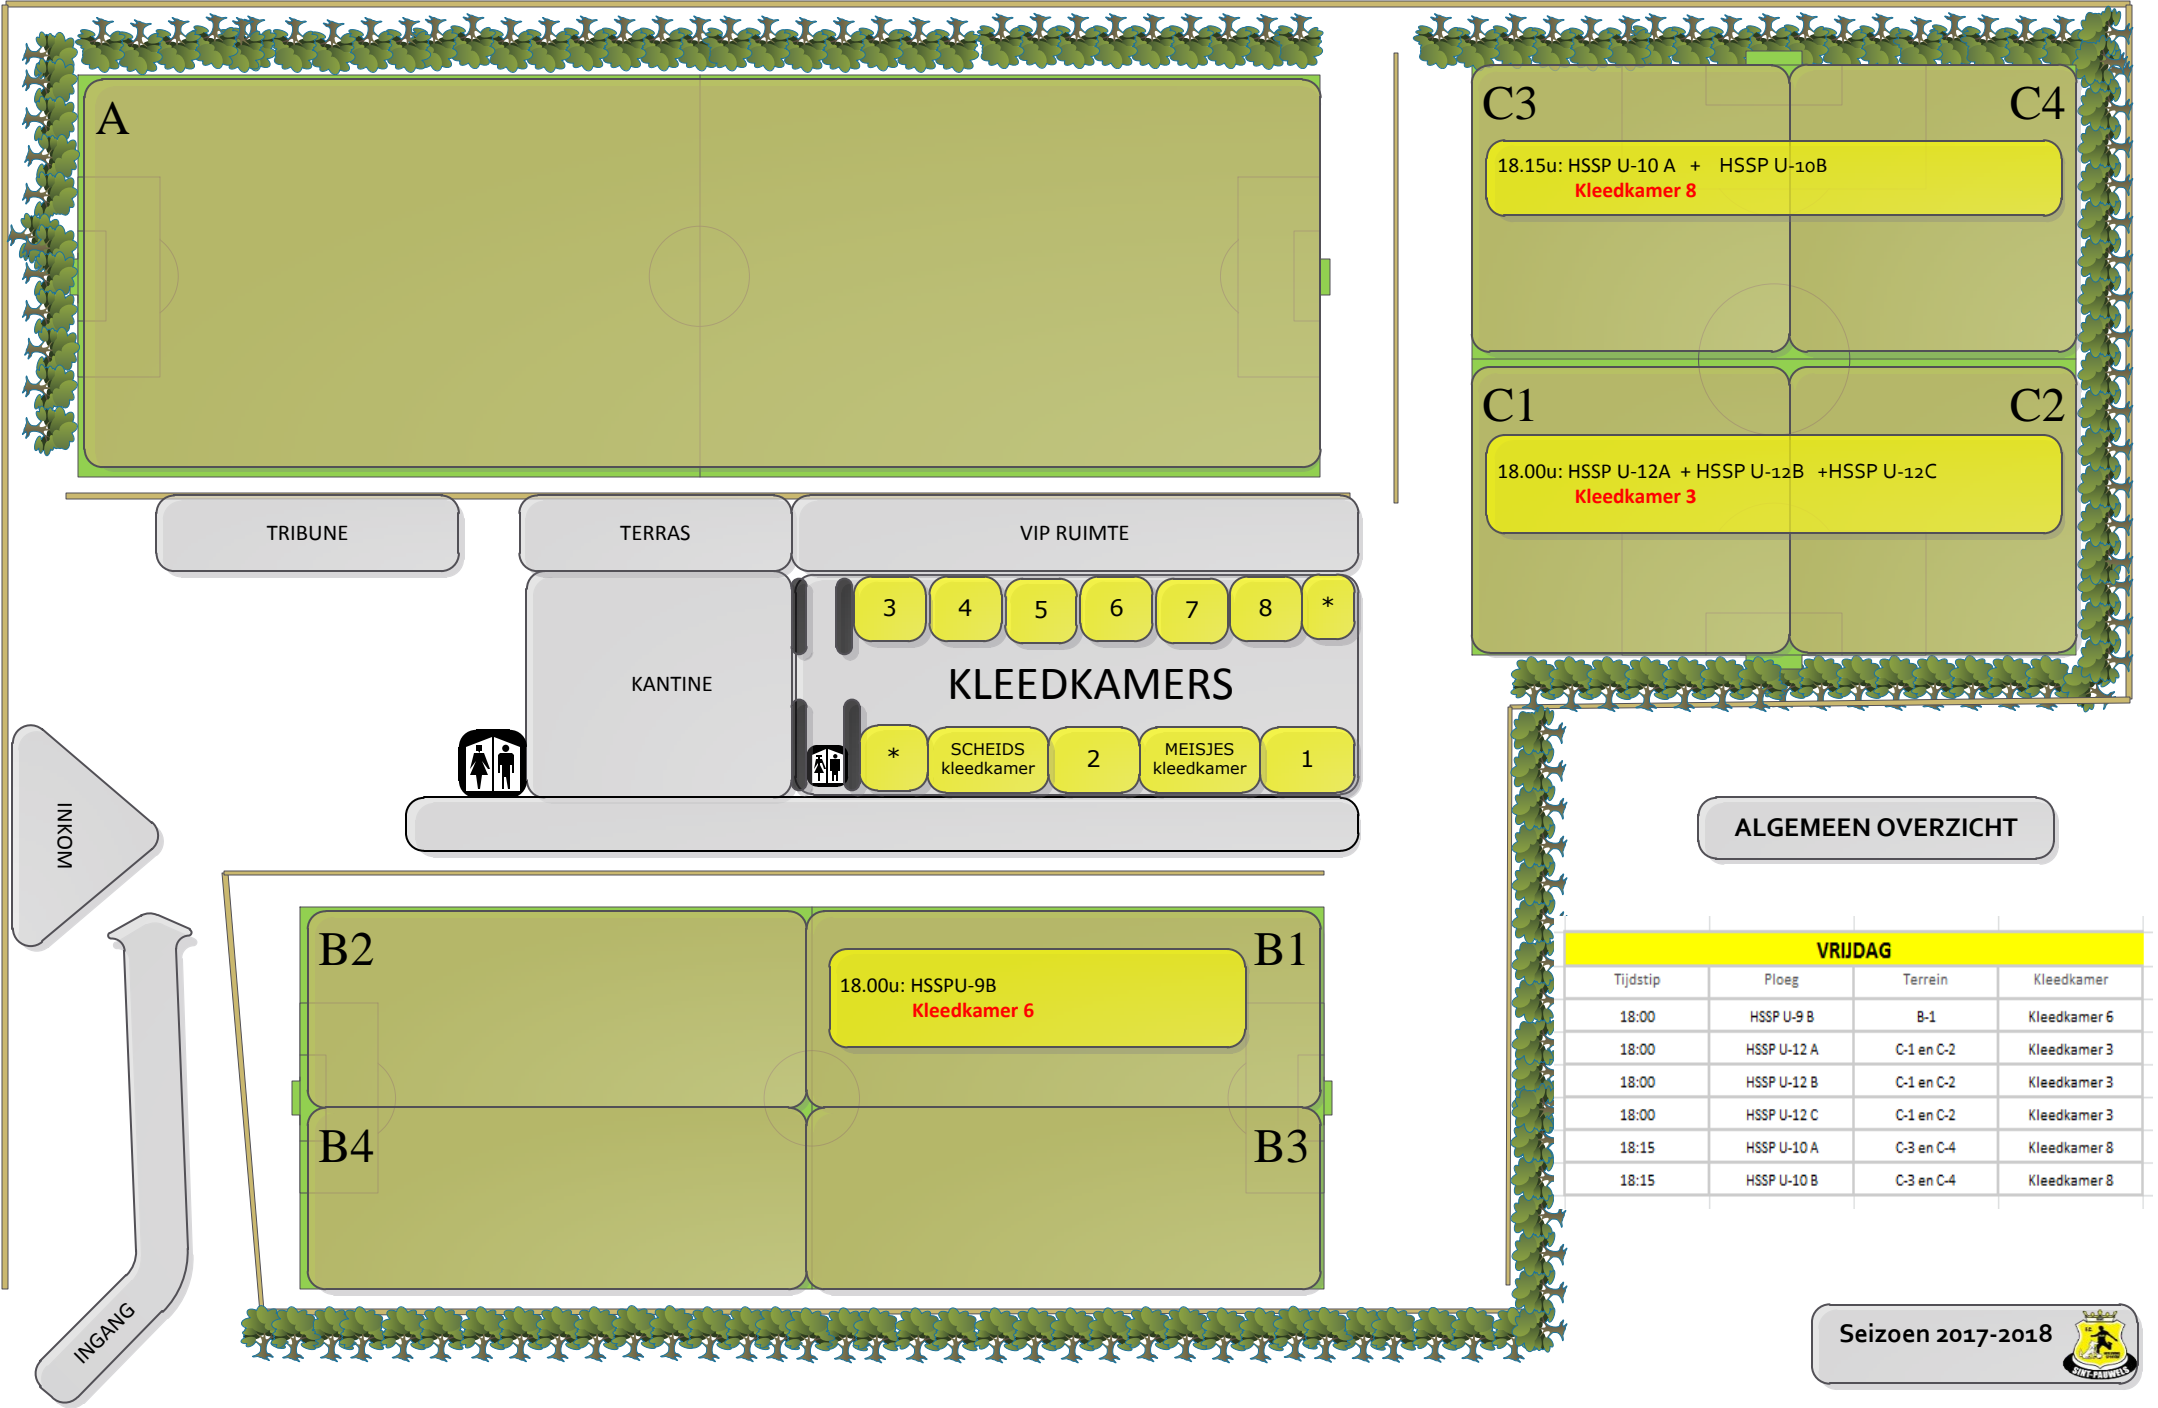 A
C3
C4
18.15u: HSSP U-10 A + HSSP U-10B
Kleedkamer 8
C1
C2
18.00u: HSSP U-12A + HSSP U-12B +HSSP U-12C
Kleedkamer 3
TRIBUNE
TERRAS
VIP RUIMTE
3 4 5 6 7 8 *
KANTINE
KLEEDKAMERS
* SCHEIDS kleedkamer 2 MEISJES kleedkamer 1
INKOM
ALGEMEEN OVERZICHT
B2
B1
18.00u: HSSPU-9B
Kleedkamer 6
B4
B3
VRIJDAG
Tijdstip Ploeg Terrein Kleedkamer
18:00 HSSP U-9 B B-1 Kleedkamer 6
18:00 HSSP U-12 A C-1 en C-2 Kleedkamer 3
18:00 HSSP U-12 B C-1 en C-2 Kleedkamer 3
18:00 HSSP U-12 C C-1 en C-2 Kleedkamer 3
18:15 HSSP U-10 A C-3 en C-4 Kleedkamer 8
18:15 HSSP U-10 B C-3 en C-4 Kleedkamer 8
INGANG
Seizoen 2017-2018
SINT-PAUWELS